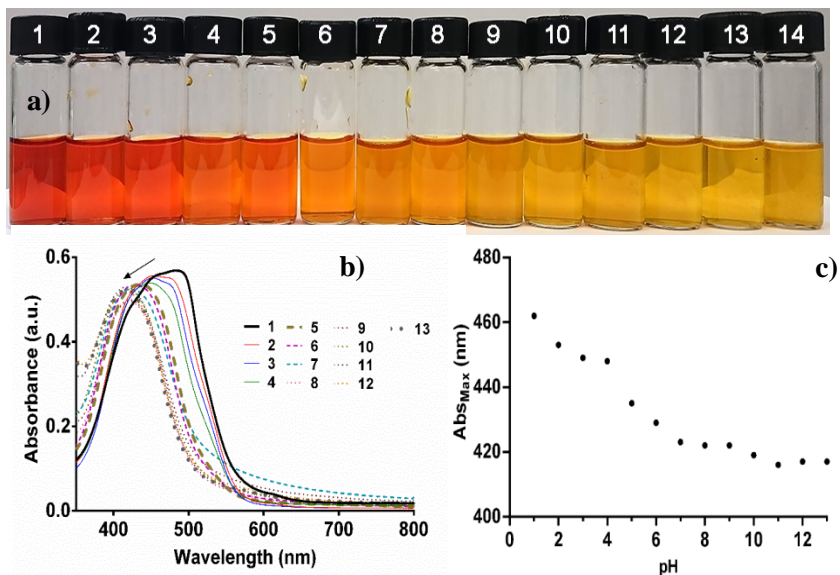 1 2 3 4 5 6 7 8 9 10 11 12 13 14
a)
b)
0.6
0.4
0.2
0.0
Absorbance (a.u.)
400 500 600 700 800
Wavelength (nm)
1 5 9 13
2 6 10
3 7 11
4 8 12
c)
480
460
440
420
400
AbsMax (nm)
0 2 4 6 8 10 12
pH